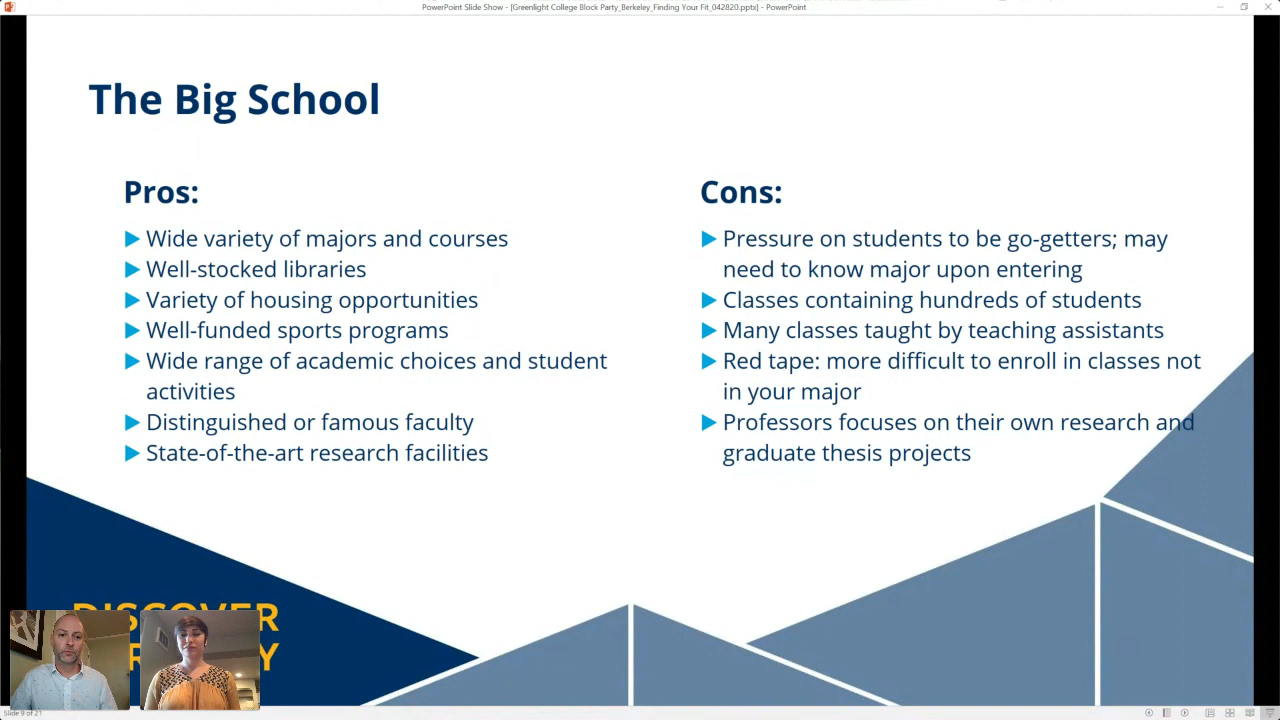 PowerPoint Slide Show - [Greenlight College Block Party_Berkeley_Finding Your Fit_042820.pptx] - PowerPoint
The Big School
Pros:
Wide variety of majors and courses
Well-stocked libraries
Variety of housing opportunities
Well-funded sports programs
Wide range of academic choices and student
activities
Distinguished or famous faculty
State-of-the-art research facilities
Cons:
Pressure on students to be go-getters; may
need to know major upon entering
Classes containing hundreds of students
Many classes taught by teaching assistants
Red tape: more difficult to enroll in classes not
in your major
Professors focuses on their own research and
graduate thesis projects
DISCOVER
Slide 9 of 21